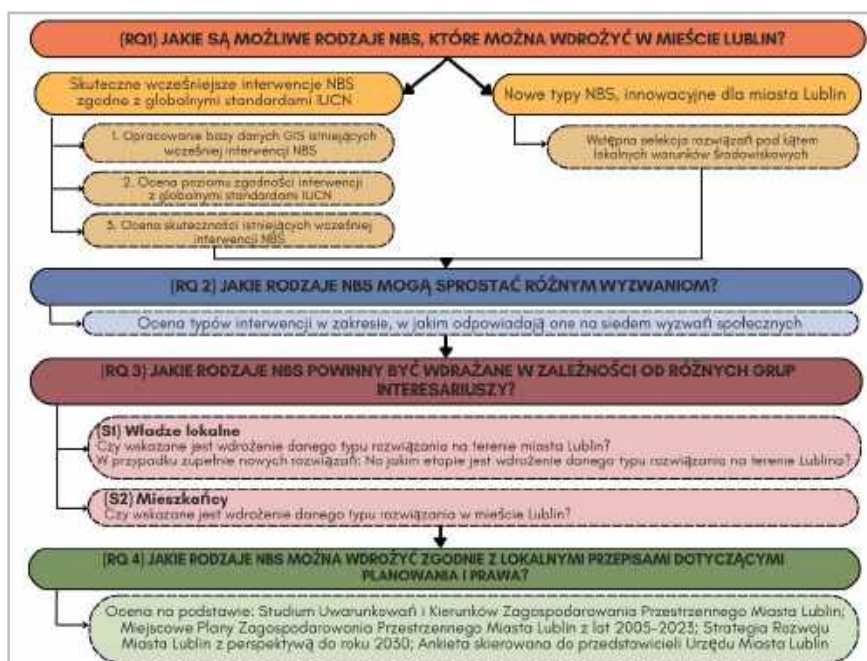 (RQ1) JAKIE SĄ MOŻLIWE RODZAJE NBS, KTÓRE MOŻNA WDROŻYĆ W MIEŚCIE LUBLIN?
Skuteczne wcześniejsze interwencje NBS
zgodne z globalnymi standardami IUCN
1. Opracowanie bazy danych GIS istniejących
wcześniej interwencji NBS
2. Ocena poziomu zgodności interwencji
z globalnymi standardami IUCN
3. Ocena skuteczności istniejących wcześniej
interwencji NBS
Nowe typy NBS, innowacyjne dla miasta Lublin
Wstępna selekcja rozwiązań pod kątem
lokalnych warunków środowiskowych
(RQ 2) JAKIE RODZAJE NBS MOGĄ SPROSTAĆ RÓŻNYM WYZWANIOM?
Ocena typów interwencji w zakresie, w jakim odpowiadają one na siedem wyzwań społecznych
(RQ 3) JAKIE RODZAJE NBS POWINNY BYĆ WDRAŻANE W ZALEŻNOŚCI OD RÓŻNYCH GRUP
INTERESARIUSZY?
(S1) Władze lokalne
Czy wskazane jest wdrożenie danego typu rozwiązania na terenie miasta Lublin?
W przypadku zupełnie nowych rozwiązań: Na jakim etapie jest wdrożenie danego typu rozwiązania na terenie Lublina?
(S2) Mieszkańcy
Czy wskazane jest wdrożenie danego typu rozwiązania w mieście Lublin?
(RQ 4) JAKIE RODZAJE NBS MOŻNA WDROŻYĆ ZGODNIE Z LOKALNYMI PRZEPISAMI DOTYCZĄCYMI
PLANOWANIA I PRAWA?
Ocena na podstawie: Studium Uwarunkowań i Kierunków Zagospodarowania Przestrzennego Miasta Lublin;
Miejscowe Plany Zagospodarowania Przestrzennego Miasta Lublin z lat 2005-2023; Strategia Rozwoju
Miasta Lublin z perspektywą do roku 2030; Ankieta skierowana do przedstawicieli Urzędu Miasta Lublin